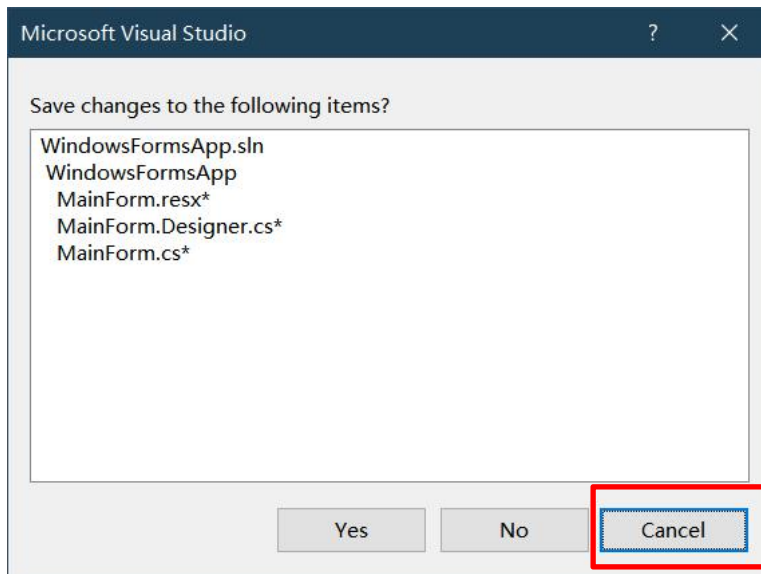 Microsoft Visual Studio ?
Save changes to the following items?
WindowsFormsApp.sln
WindowsFormsApp
MainForm.resx*
MainForm.Designer.cs*
MainForm.cs*
Yes No Cancel